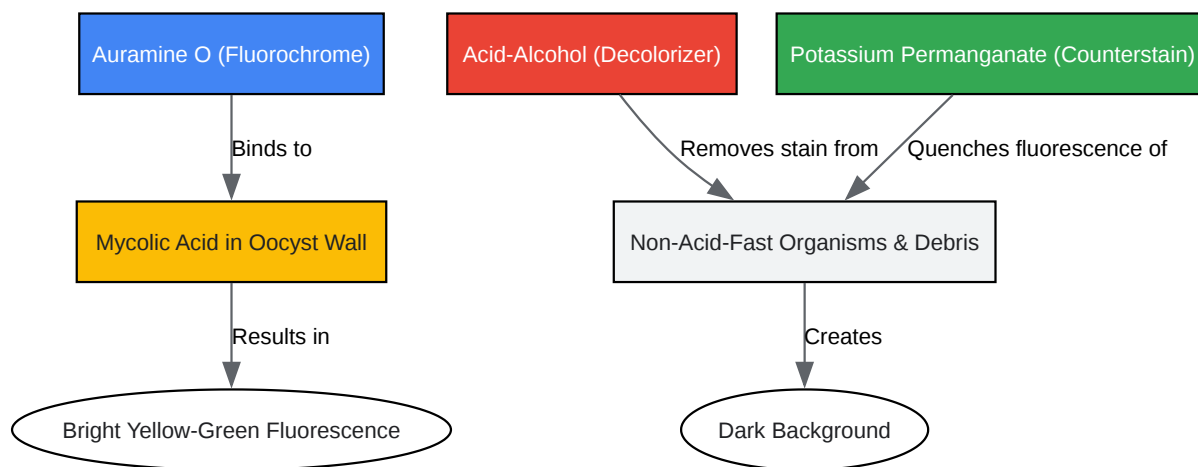 Auramine O (Fluorochrome)
Acid-Alcohol (Decolorizer)
Potassium Permanganate (Counterstain)
Binds to
Removes stain from
Quenches fluorescence of
Mycolic Acid in Oocyst Wall
Non-Acid-Fast Organisms & Debris
Results in
Creates
Bright Yellow-Green Fluorescence
Dark Background